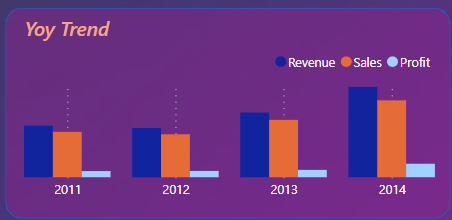 Yoy Trend
Revenue Sales Profit
2011 2012 2013 2014